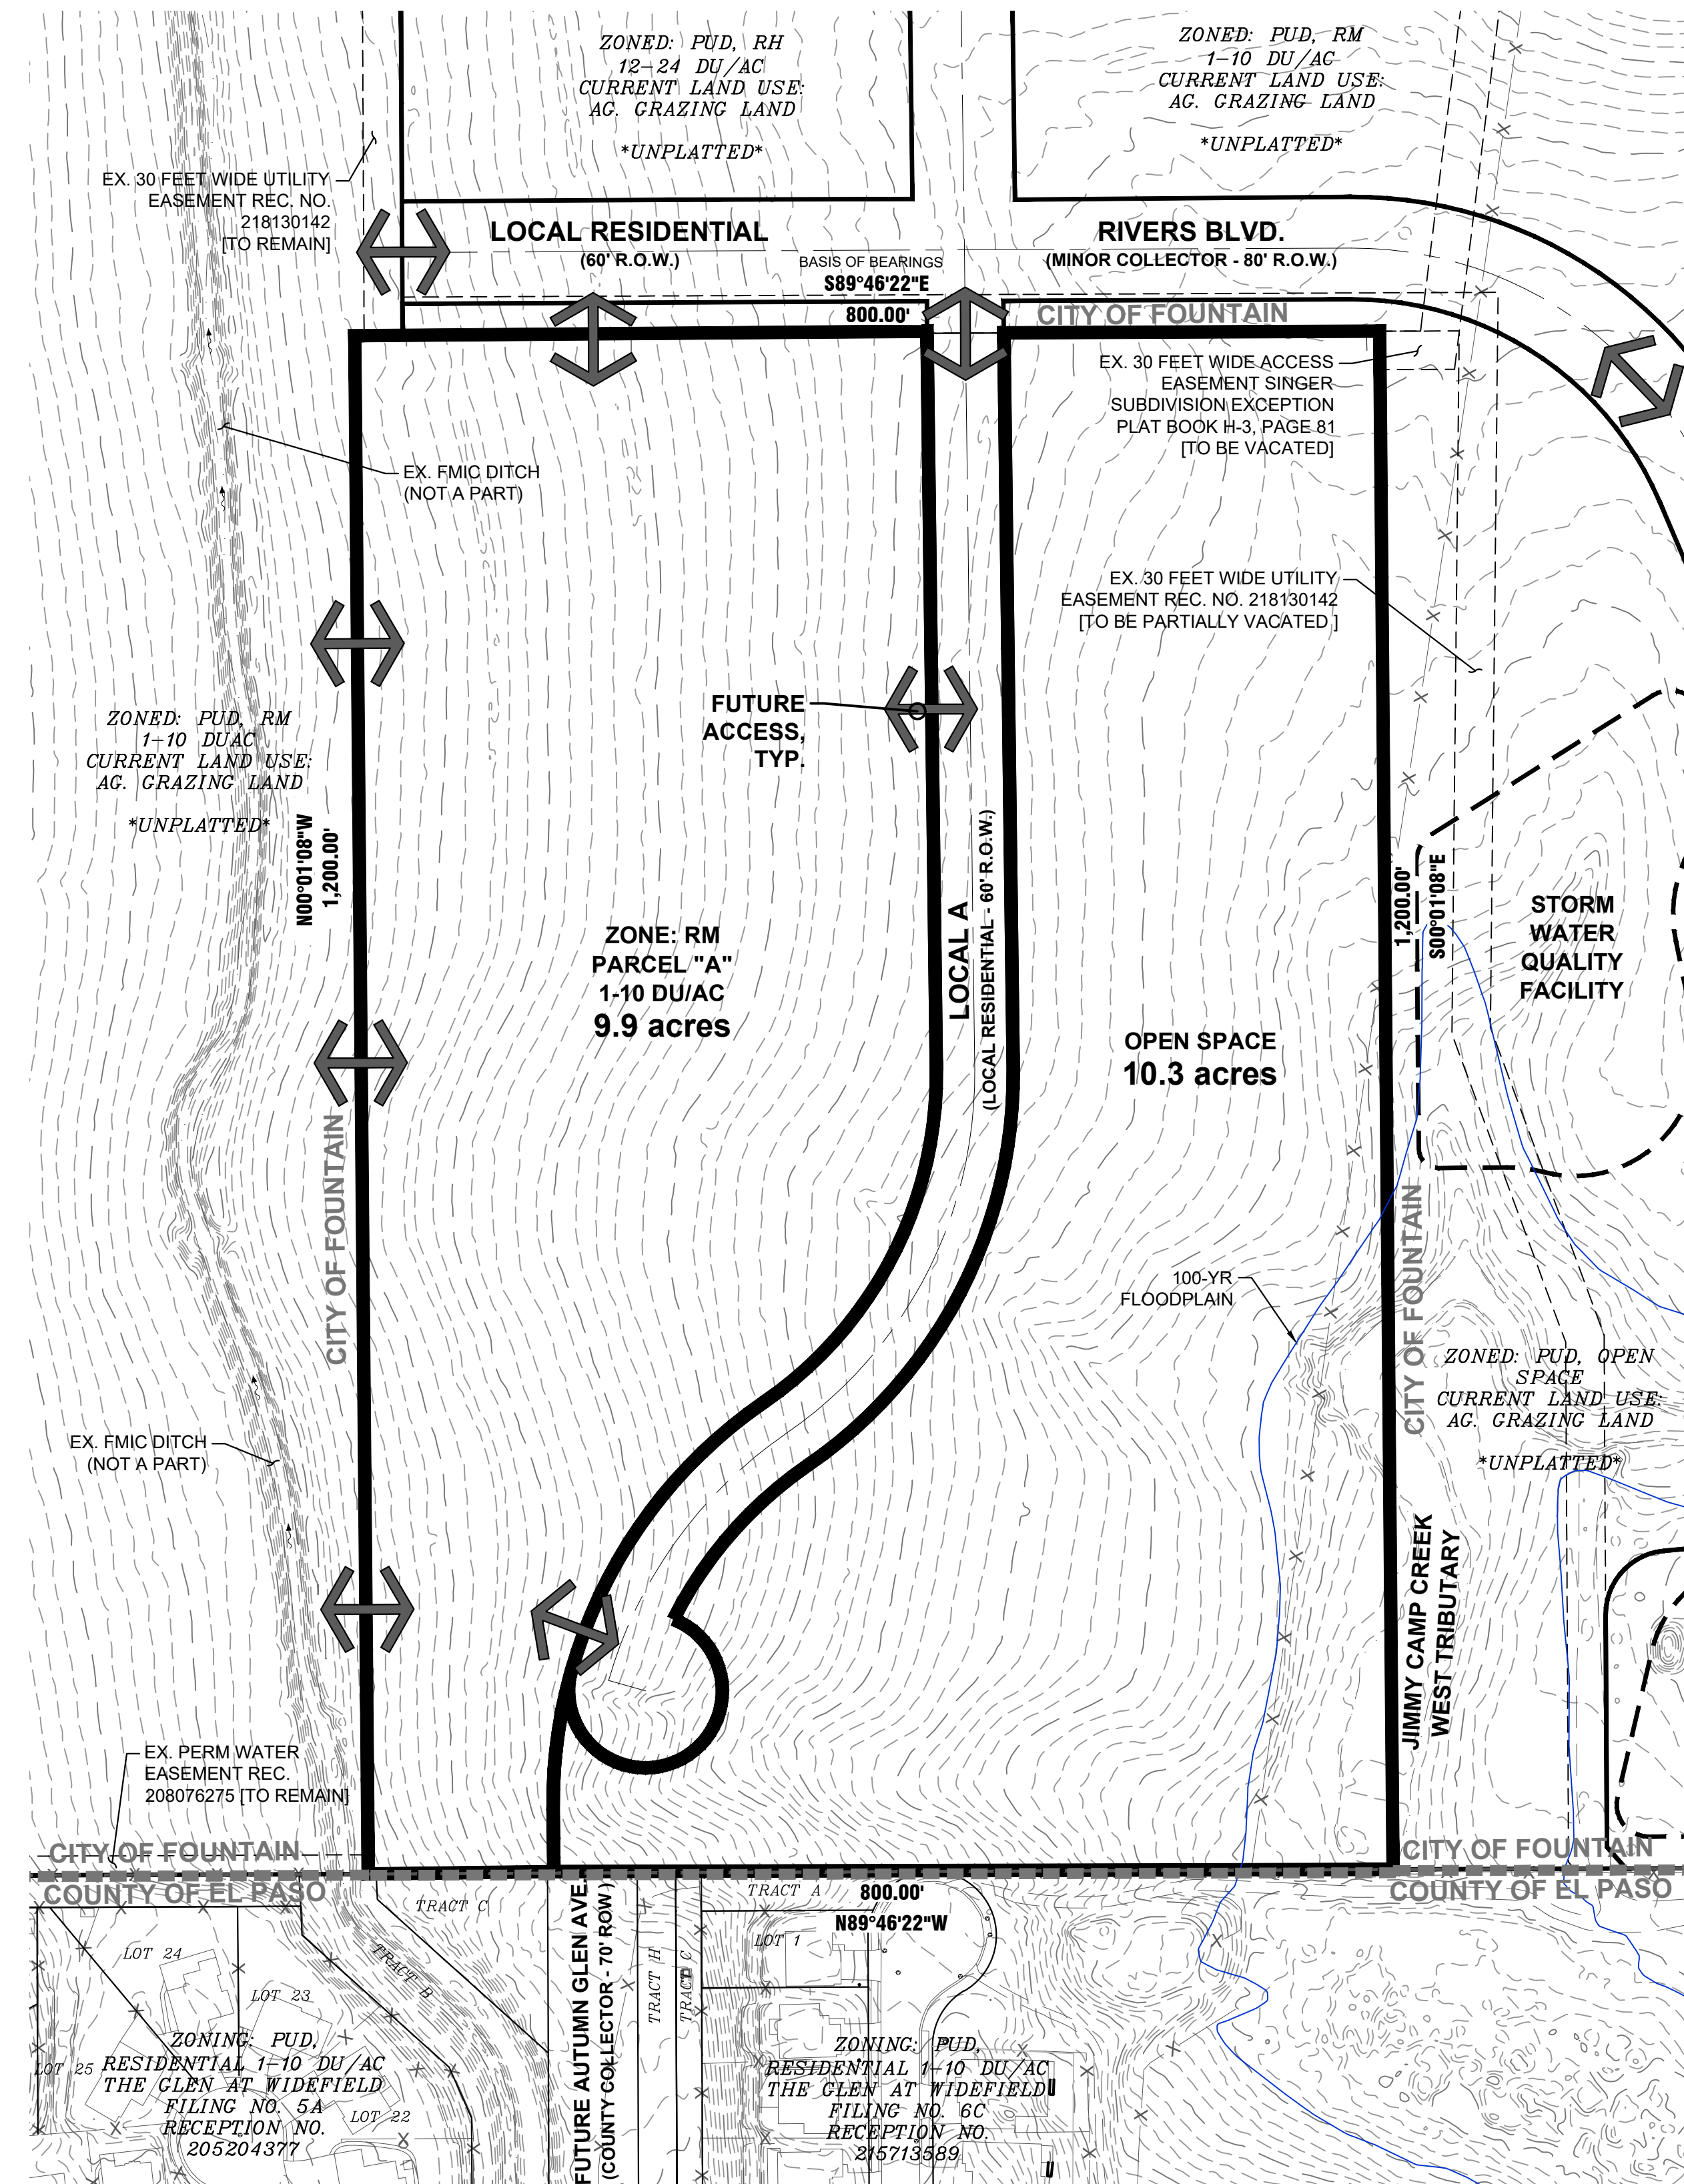 ZONED: PUD, RH
12-24 DU/AC
CURRENT LAND USE:
AG. GRAZING LAND
*UNPLATTED*
ZONED: PUD, RM
1-10 DU/AC
CURRENT LAND USE:
AG. GRAZING LAND
*UNPLATTED*
EX. 30 FEET WIDE UTILITY
EASEMENT REC. NO.
218130142
[TO REMAIN]
LOCAL RESIDENTIAL
(60' R.O.W.)
BASIS OF BEARINGS
S89°46'22"E
800.00'
RIVERS BLVD.
(MINOR COLLECTOR - 80' R.O.W.)
CITY OF FOUNTAIN
EX. 30 FEET WIDE ACCESS
EASEMENT SINGER
SUBDIVISION EXCEPTION
PLAT BOOK H-3, PAGE 81
[TO BE VACATED]
EX. FMIC DITCH
(NOT A PART)
EX. 30 FEET WIDE UTILITY
EASEMENT REC. NO. 218130142
[TO BE PARTIALLY VACATED ]
FUTURE
ACCESS,
TYP.
ZONED: PUD, RM
1-10 DUAC
CURRENT LAND USE:
AG. GRAZING LAND
*UNPLATTED*
N00°01'08"W
1,200.00'
LOCAL A
(LOCAL RESIDENTIAL - 60' R.O.W.)
1,200.00'
S00°01'08"E
STORM
WATER
QUALITY
FACILITY
ZONE: RM
PARCEL "A"
1-10 DU/AC
9.9 acres
OPEN SPACE
10.3 acres
CITY OF FOUNTAIN
CITY OF FOUNTAIN
100-YR
FLOODPLAIN
ZONED: PUD, OPEN
SPACE
CURRENT LAND USE:
AG. GRAZING LAND
*UNPLATTED*
EX. FMIC DITCH
(NOT A PART)
JIMMY CAMP CREEK
WEST TRIBUTARY
EX. PERM WATER
EASEMENT REC.
208076275 [TO REMAIN]
CITY OF FOUNTAIN
COUNTY OF EL PASO
CITY OF FOUNTAIN
COUNTY OF EL PASO
TRACT C
TRACT A
800.00'
N89°46'22"W
FUTURE AUTUMN GLEN AVE.
(COUNTY COLLECTOR - 70' ROW )
TRACT H
TRACT C
LOT 1
LOT 24
TRACT B
LOT 23
LOT 25
LOT 22
ZONING: PUD,
RESIDENTIAL 1-10 DU/AC
THE GLEN AT WIDEFIELD
FILING NO. 5A
RECEPTION NO.
205204377
ZONING: PUD,
RESIDENTIAL 1-10 DU/AC
THE GLEN AT WIDEFIELD
FILING NO. 6C
RECEPTION NO.
215713589